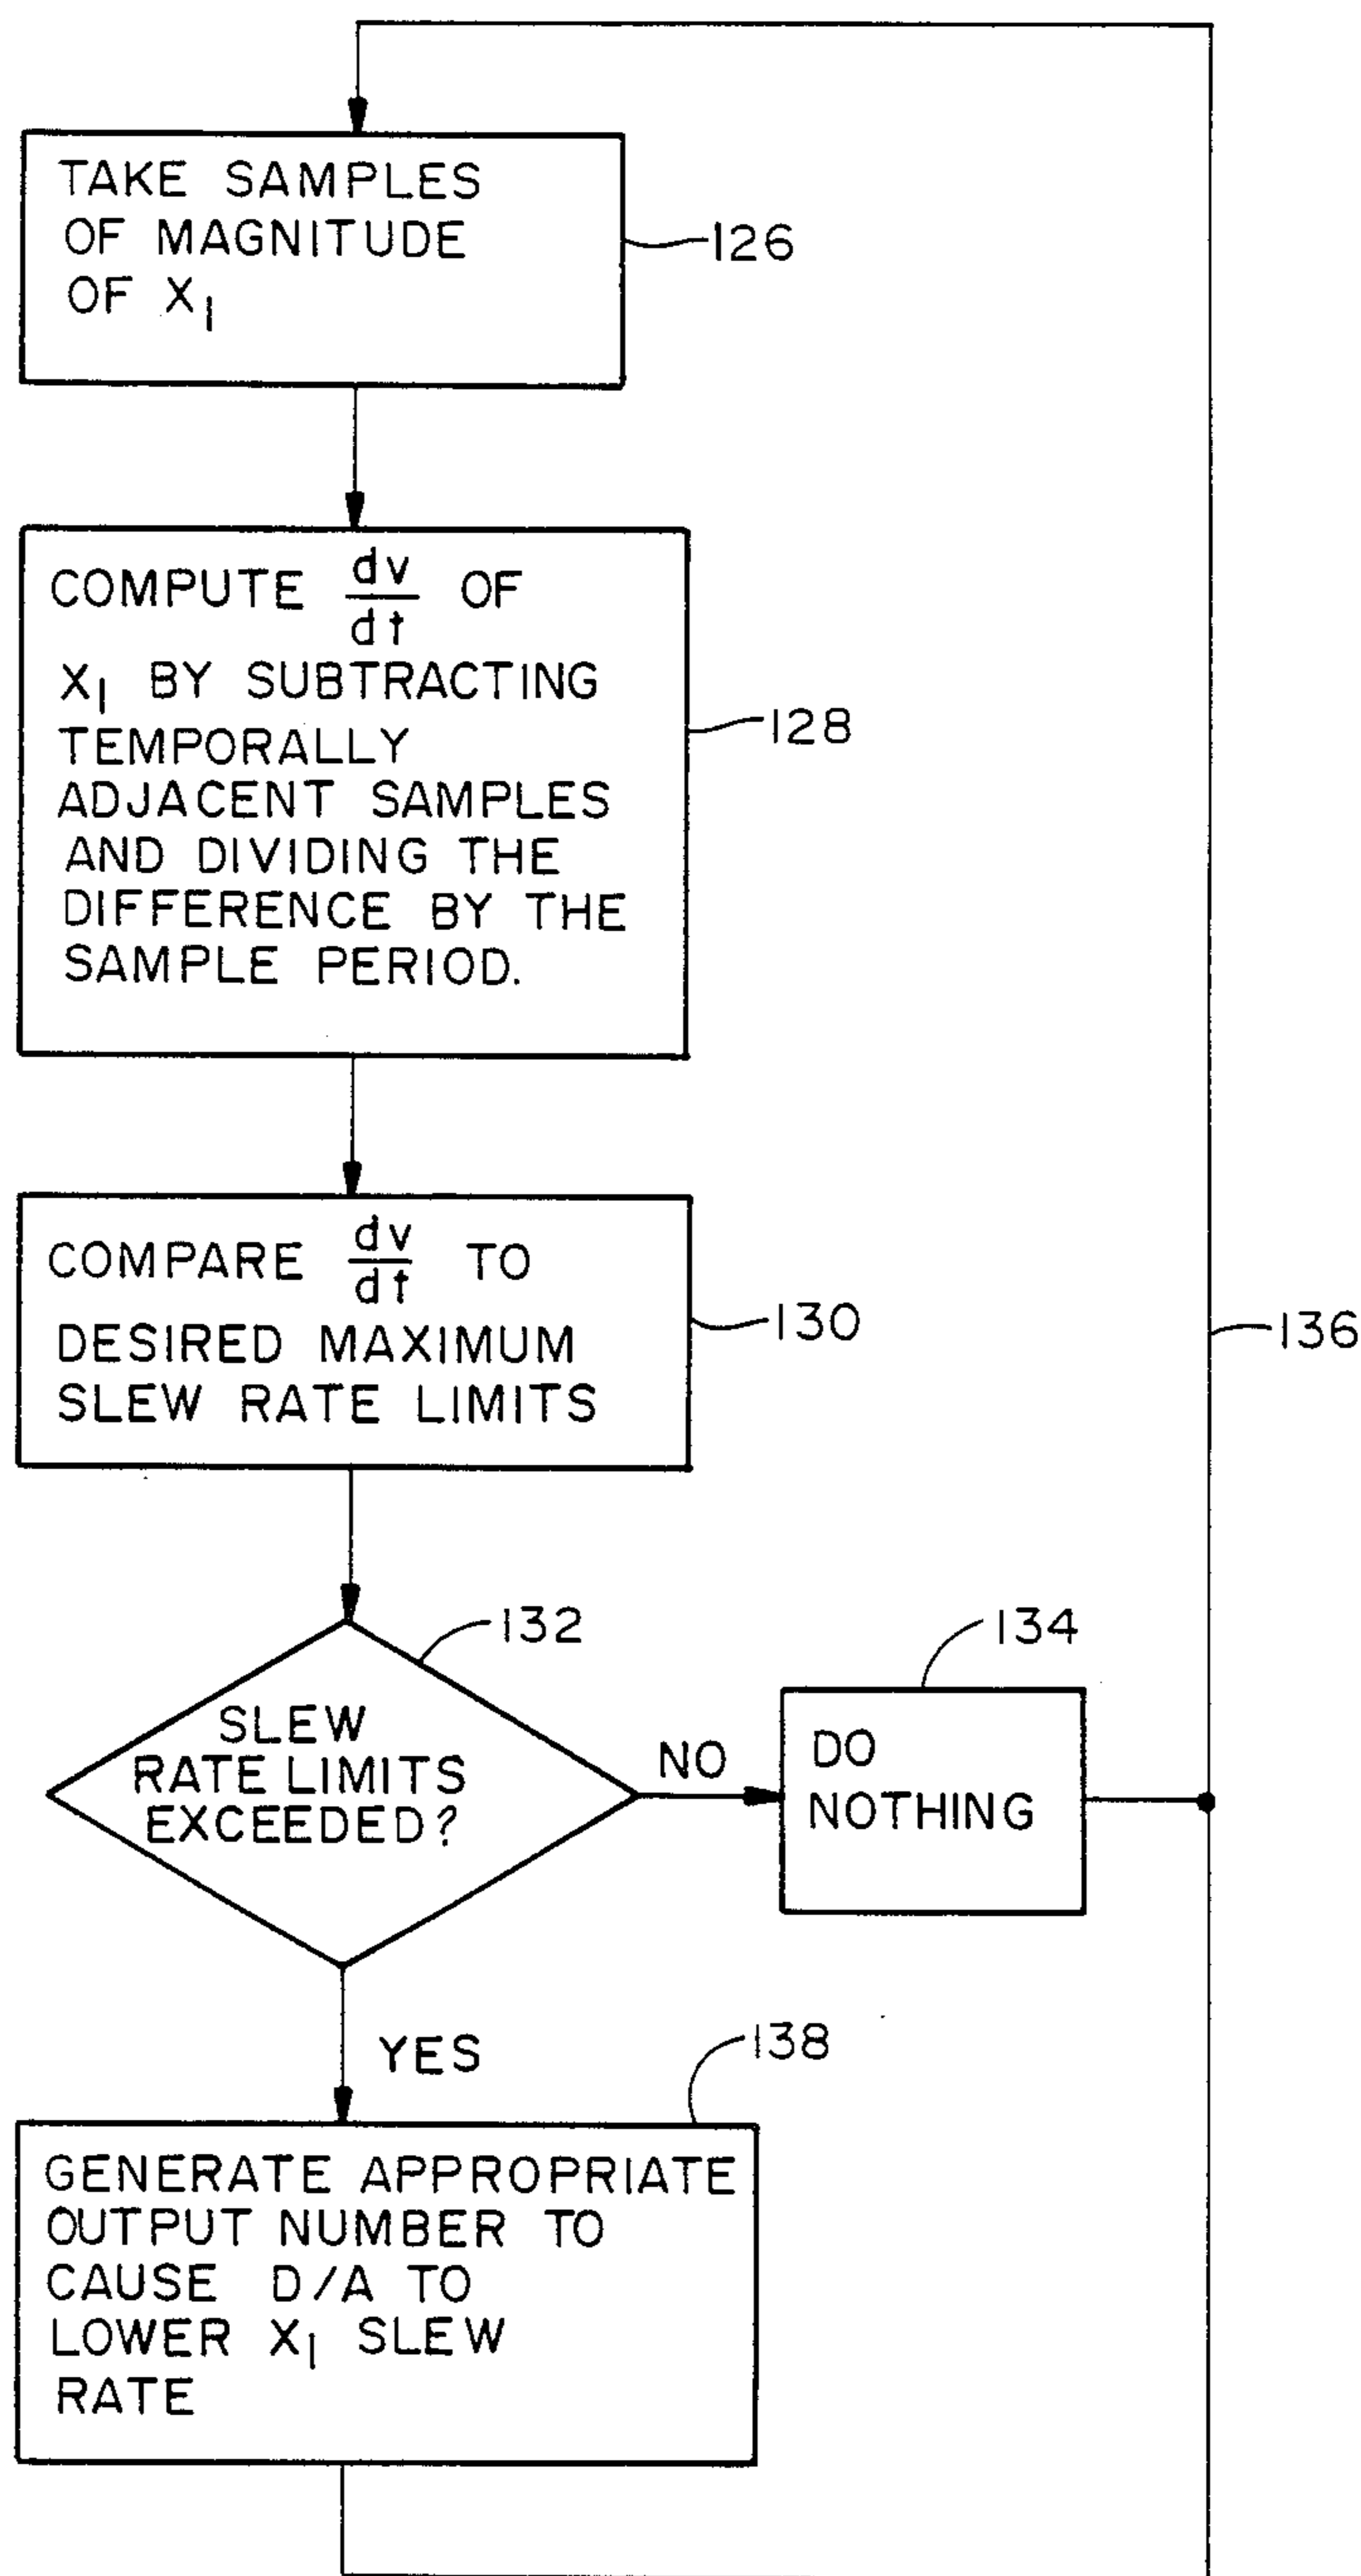 TAKE SAMPLES
OF MAGNITUDE
OF X₁
126
COMPUTE dv/dt OF
X₁ BY SUBTRACTING
TEMPORALLY
ADJACENT SAMPLES
AND DIVIDING THE
DIFFERENCE BY THE
SAMPLE PERIOD.
128
COMPARE dv/dt TO
DESIRED MAXIMUM
SLEW RATE LIMITS
130
136
132
SLEW
RATE LIMITS
EXCEEDED?
NO
134
DO
NOTHING
YES
138
GENERATE APPROPRIATE
OUTPUT NUMBER TO
CAUSE D/A TO
LOWER X₁ SLEW
RATE